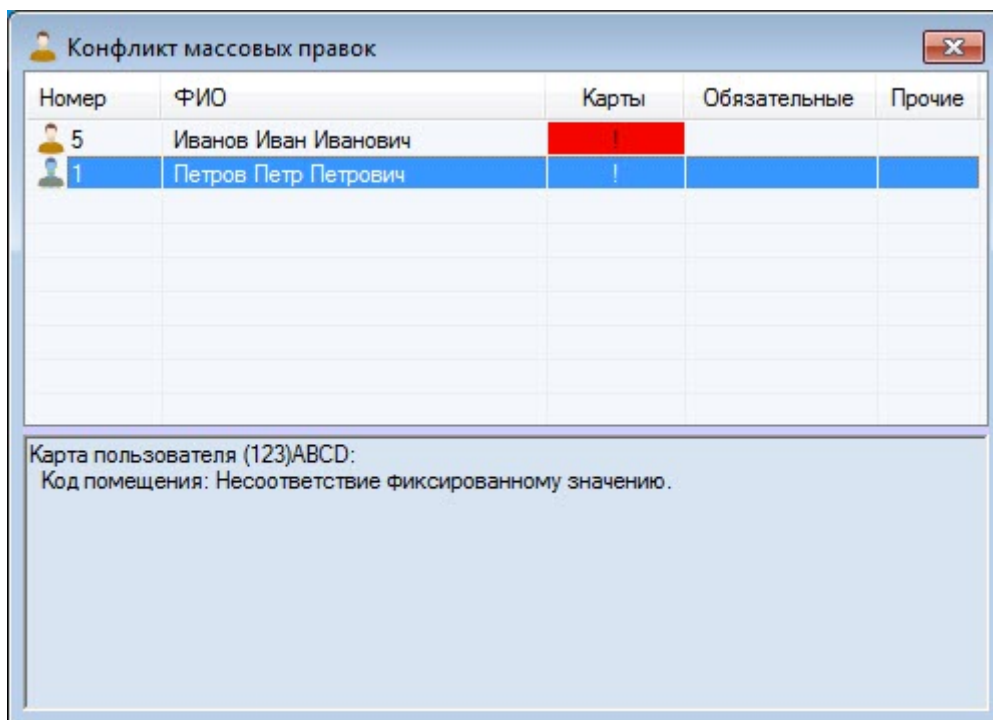 Конфликт массовых правок
Номер ФИО Карты Обязательные Прочие
5 Иванов Иван Иванович !
1 Петров Петр Петрович !
Карта пользователя (123)ABCD:
Код помещения: Несоответствие фиксированному значению.